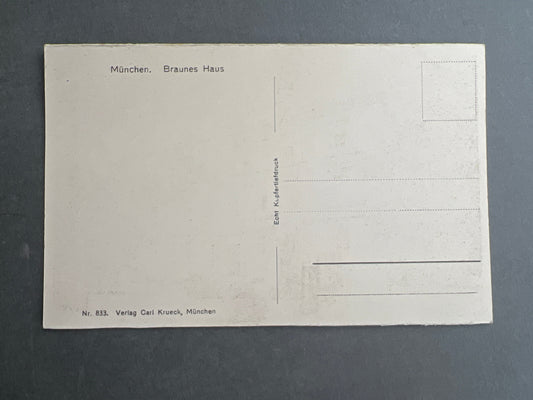 München. Braunes Haus
Echt Kupfertiefdruck
Nr. 833. Verlag Carl Krueck, München